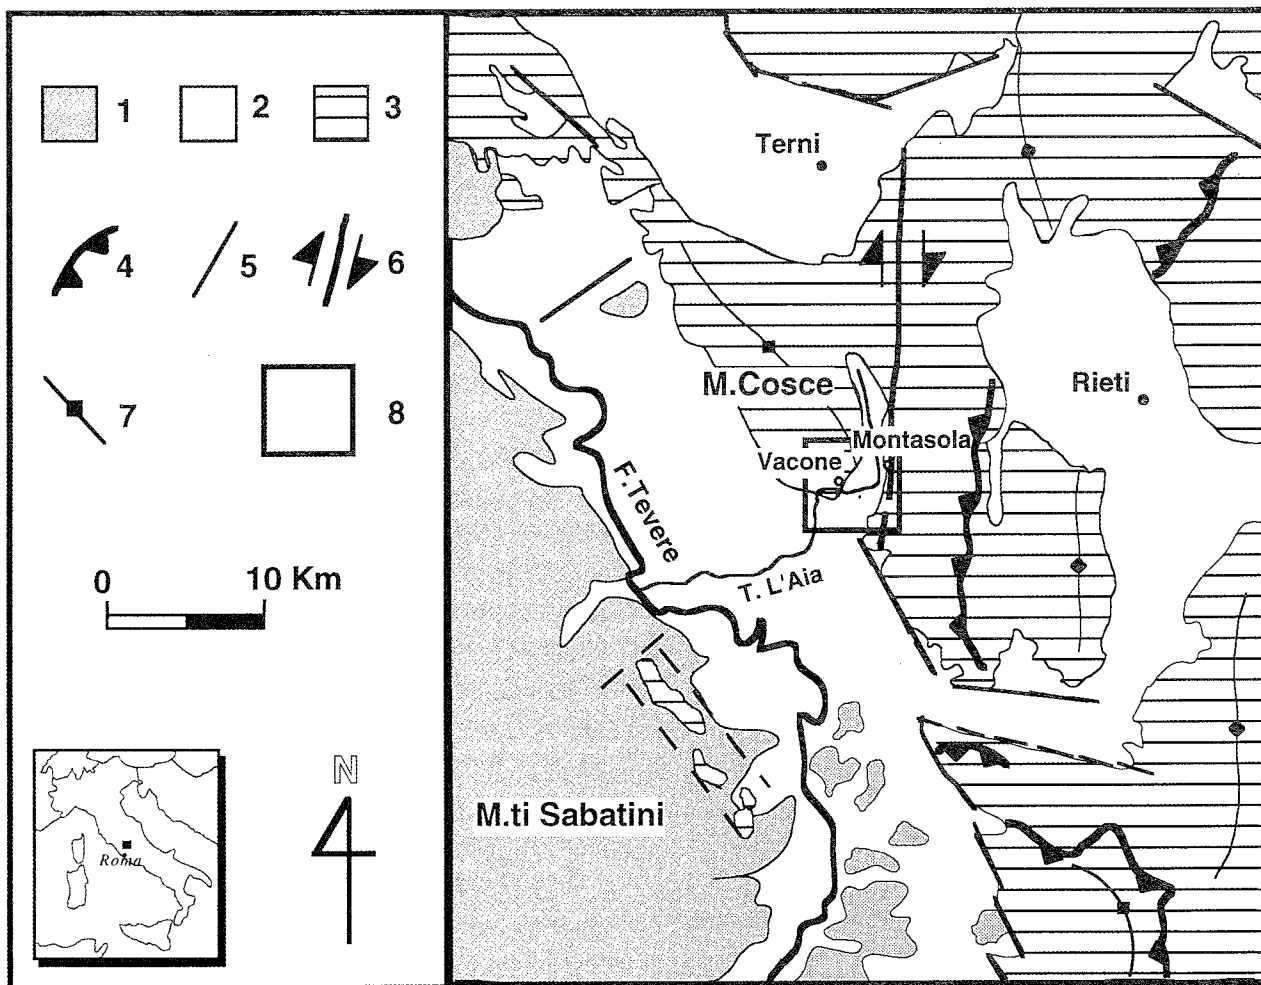 1
2
3
4
5
6
7
8
0
10 Km
N
Roma
Terni
M.Cosce
Rieti
Montasola
Vacone
F.Tevere
T. L'Aia
M.ti Sabatini